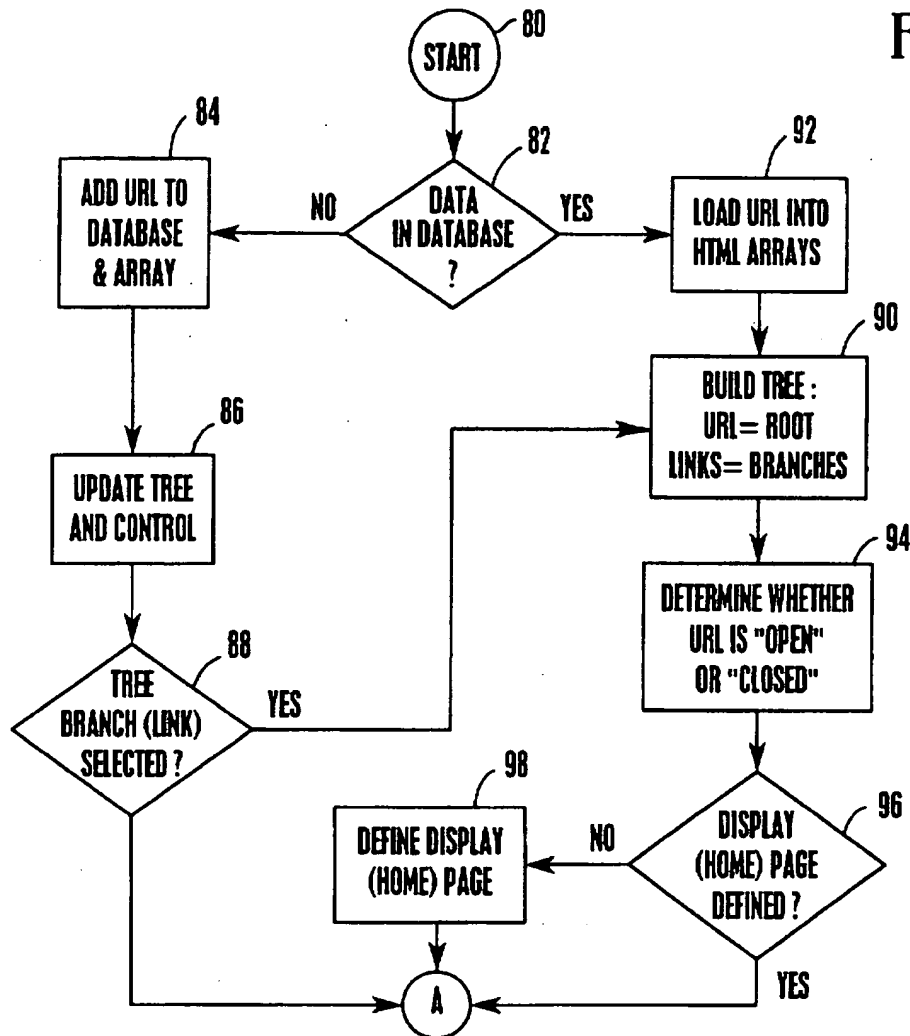 F
80
START
84
82
92
ADD URL TO
DATABASE
& ARRAY
NO
DATA
IN DATABASE
?
YES
LOAD URL INTO
HTML ARRAYS
90
BUILD TREE :
URL= ROOT
LINKS= BRANCHES
86
UPDATE TREE
AND CONTROL
94
DETERMINE WHETHER
URL IS "OPEN"
OR "CLOSED"
88
TREE
BRANCH (LINK)
SELECTED ?
YES
98
DEFINE DISPLAY
(HOME) PAGE
NO
96
DISPLAY
(HOME) PAGE
DEFINED ?
YES
A